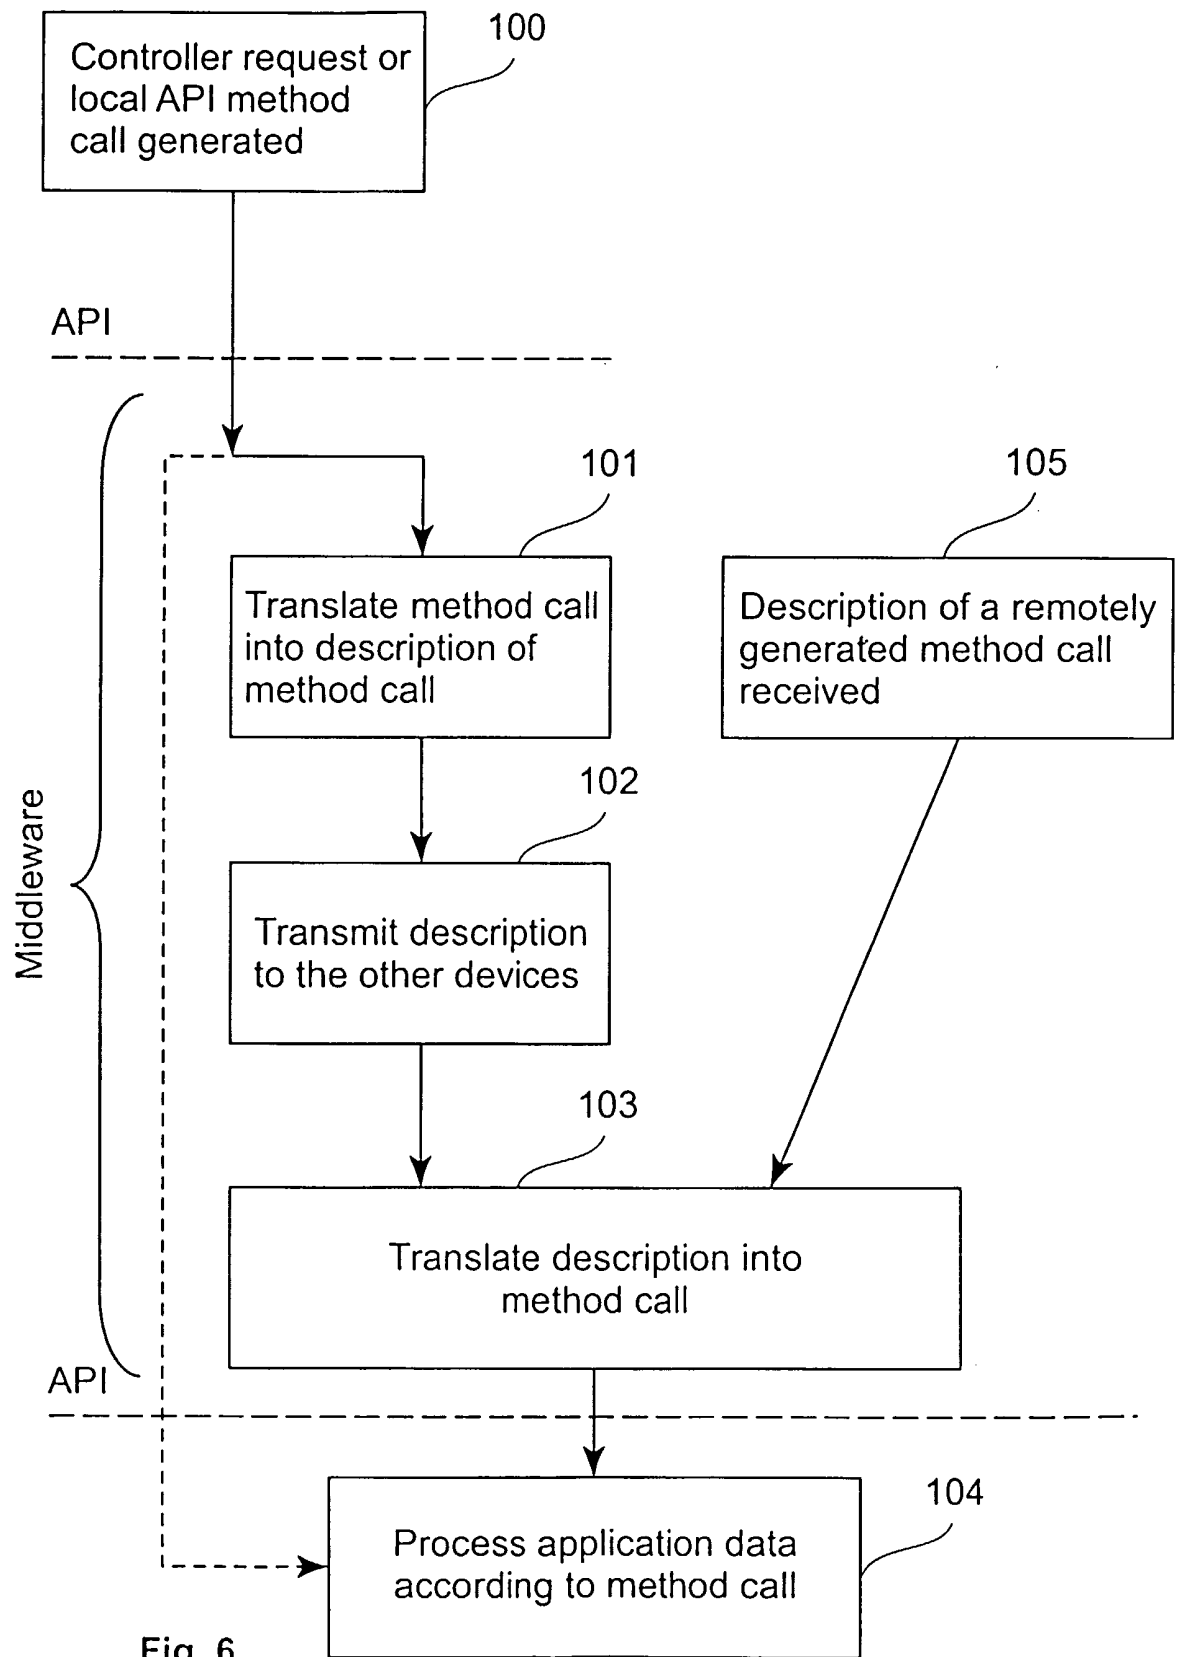 100
Controller request or
local API method
call generated
API
101
105
Translate method call
into description of
method call
Description of a remotely
generated method call
received
102
Middleware
Transmit description
to the other devices
103
Translate description into
method call
API
104
Process application data
according to method call
Fig. 6